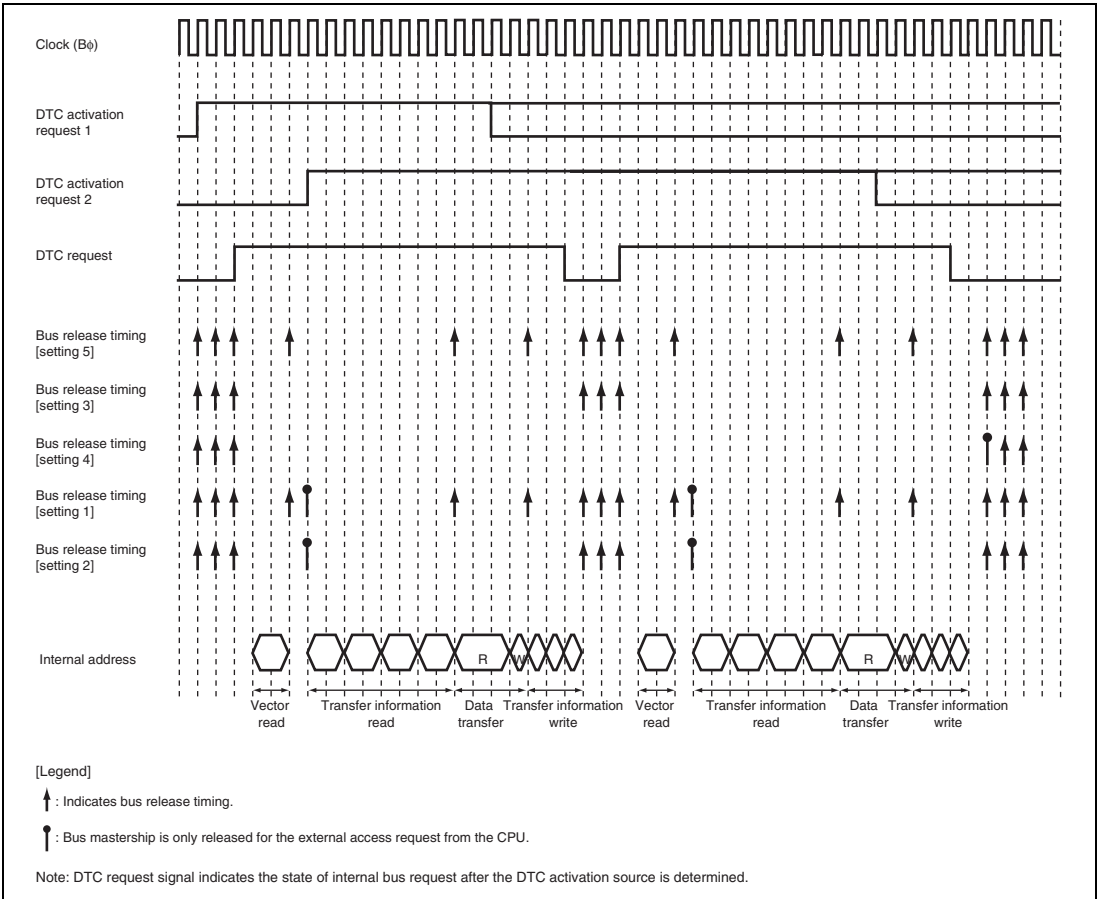 Clock (Bφ)
DTC activation
request 1
DTC activation
request 2
DTC request
Bus release timing
[setting 5]
Bus release timing
[setting 3]
Bus release timing
[setting 4]
Bus release timing
[setting 1]
Bus release timing
[setting 2]
Internal address
R
W
R
W
Vector
read
Transfer information
read
Data
transfer
Transfer information
write
Vector
read
Transfer information
read
Data
transfer
Transfer information
write
[Legend]
: Indicates bus release timing.
: Bus mastership is only released for the external access request from the CPU.
Note: DTC request signal indicates the state of internal bus request after the DTC activation source is determined.